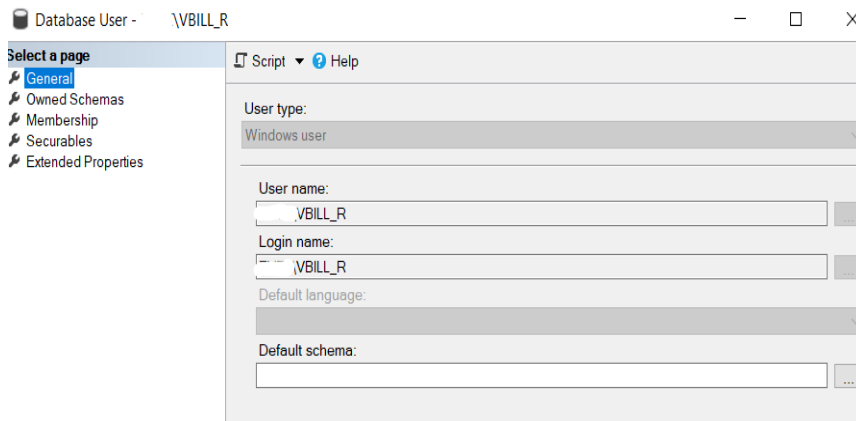 Database User - \VBILL_R
Select a page
General
Owned Schemas
Membership
Securables
Extended Properties
Script Help
User type:
Windows user
User name:
\VBILL_R
...
Login name:
\VBILL_R
...
Default language:
Default schema:
...